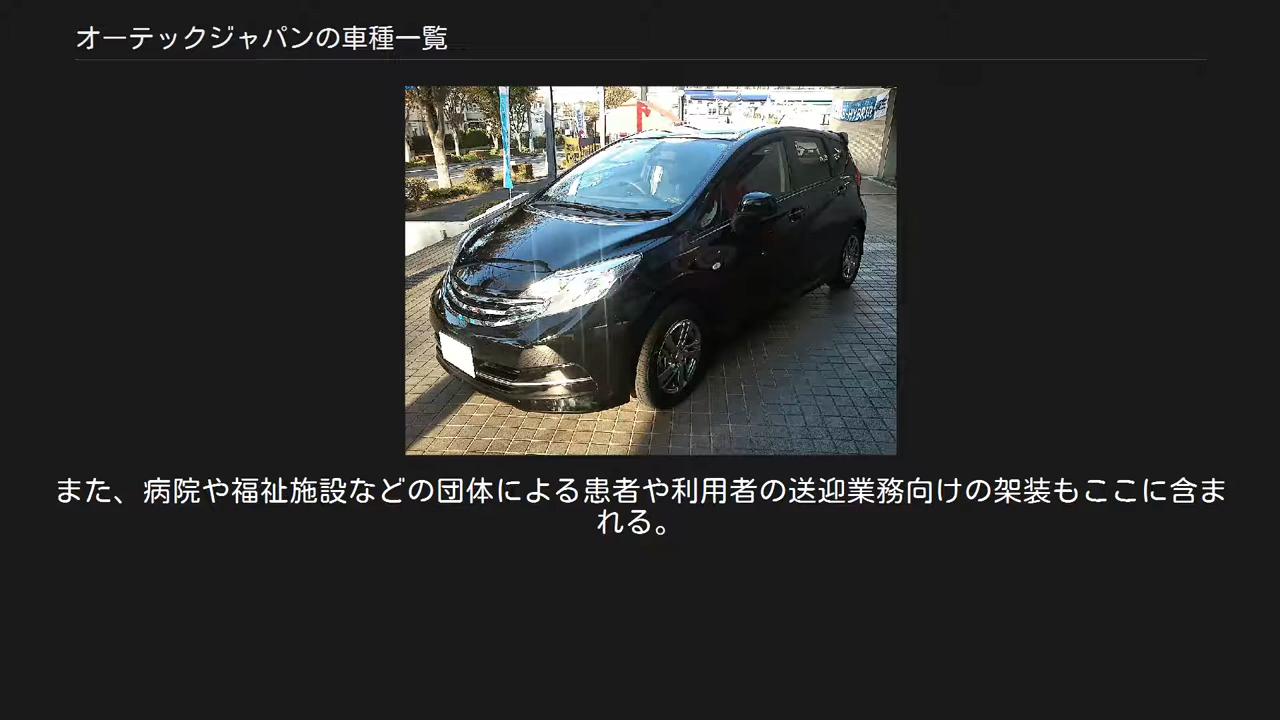 オーテックジャパンの車種一覧
また、病院や福祉施設などの団体による患者や利用者の送迎業務向けの架装もここに含ま
れる。